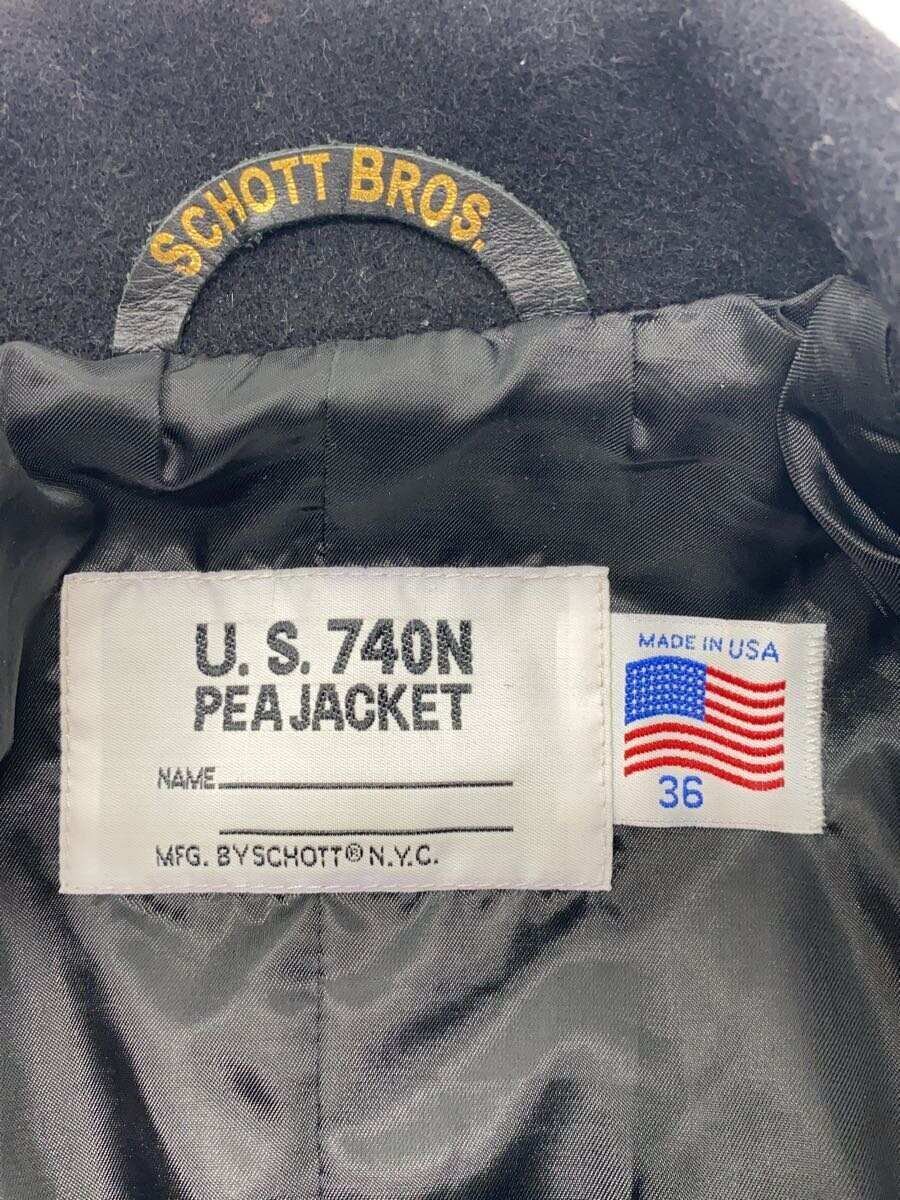 SCHOTT BROS.
U. S. 740N
PEA JACKET
NAME
MFG. BY SCHOTT® N.Y.C.
MADE IN USA
36